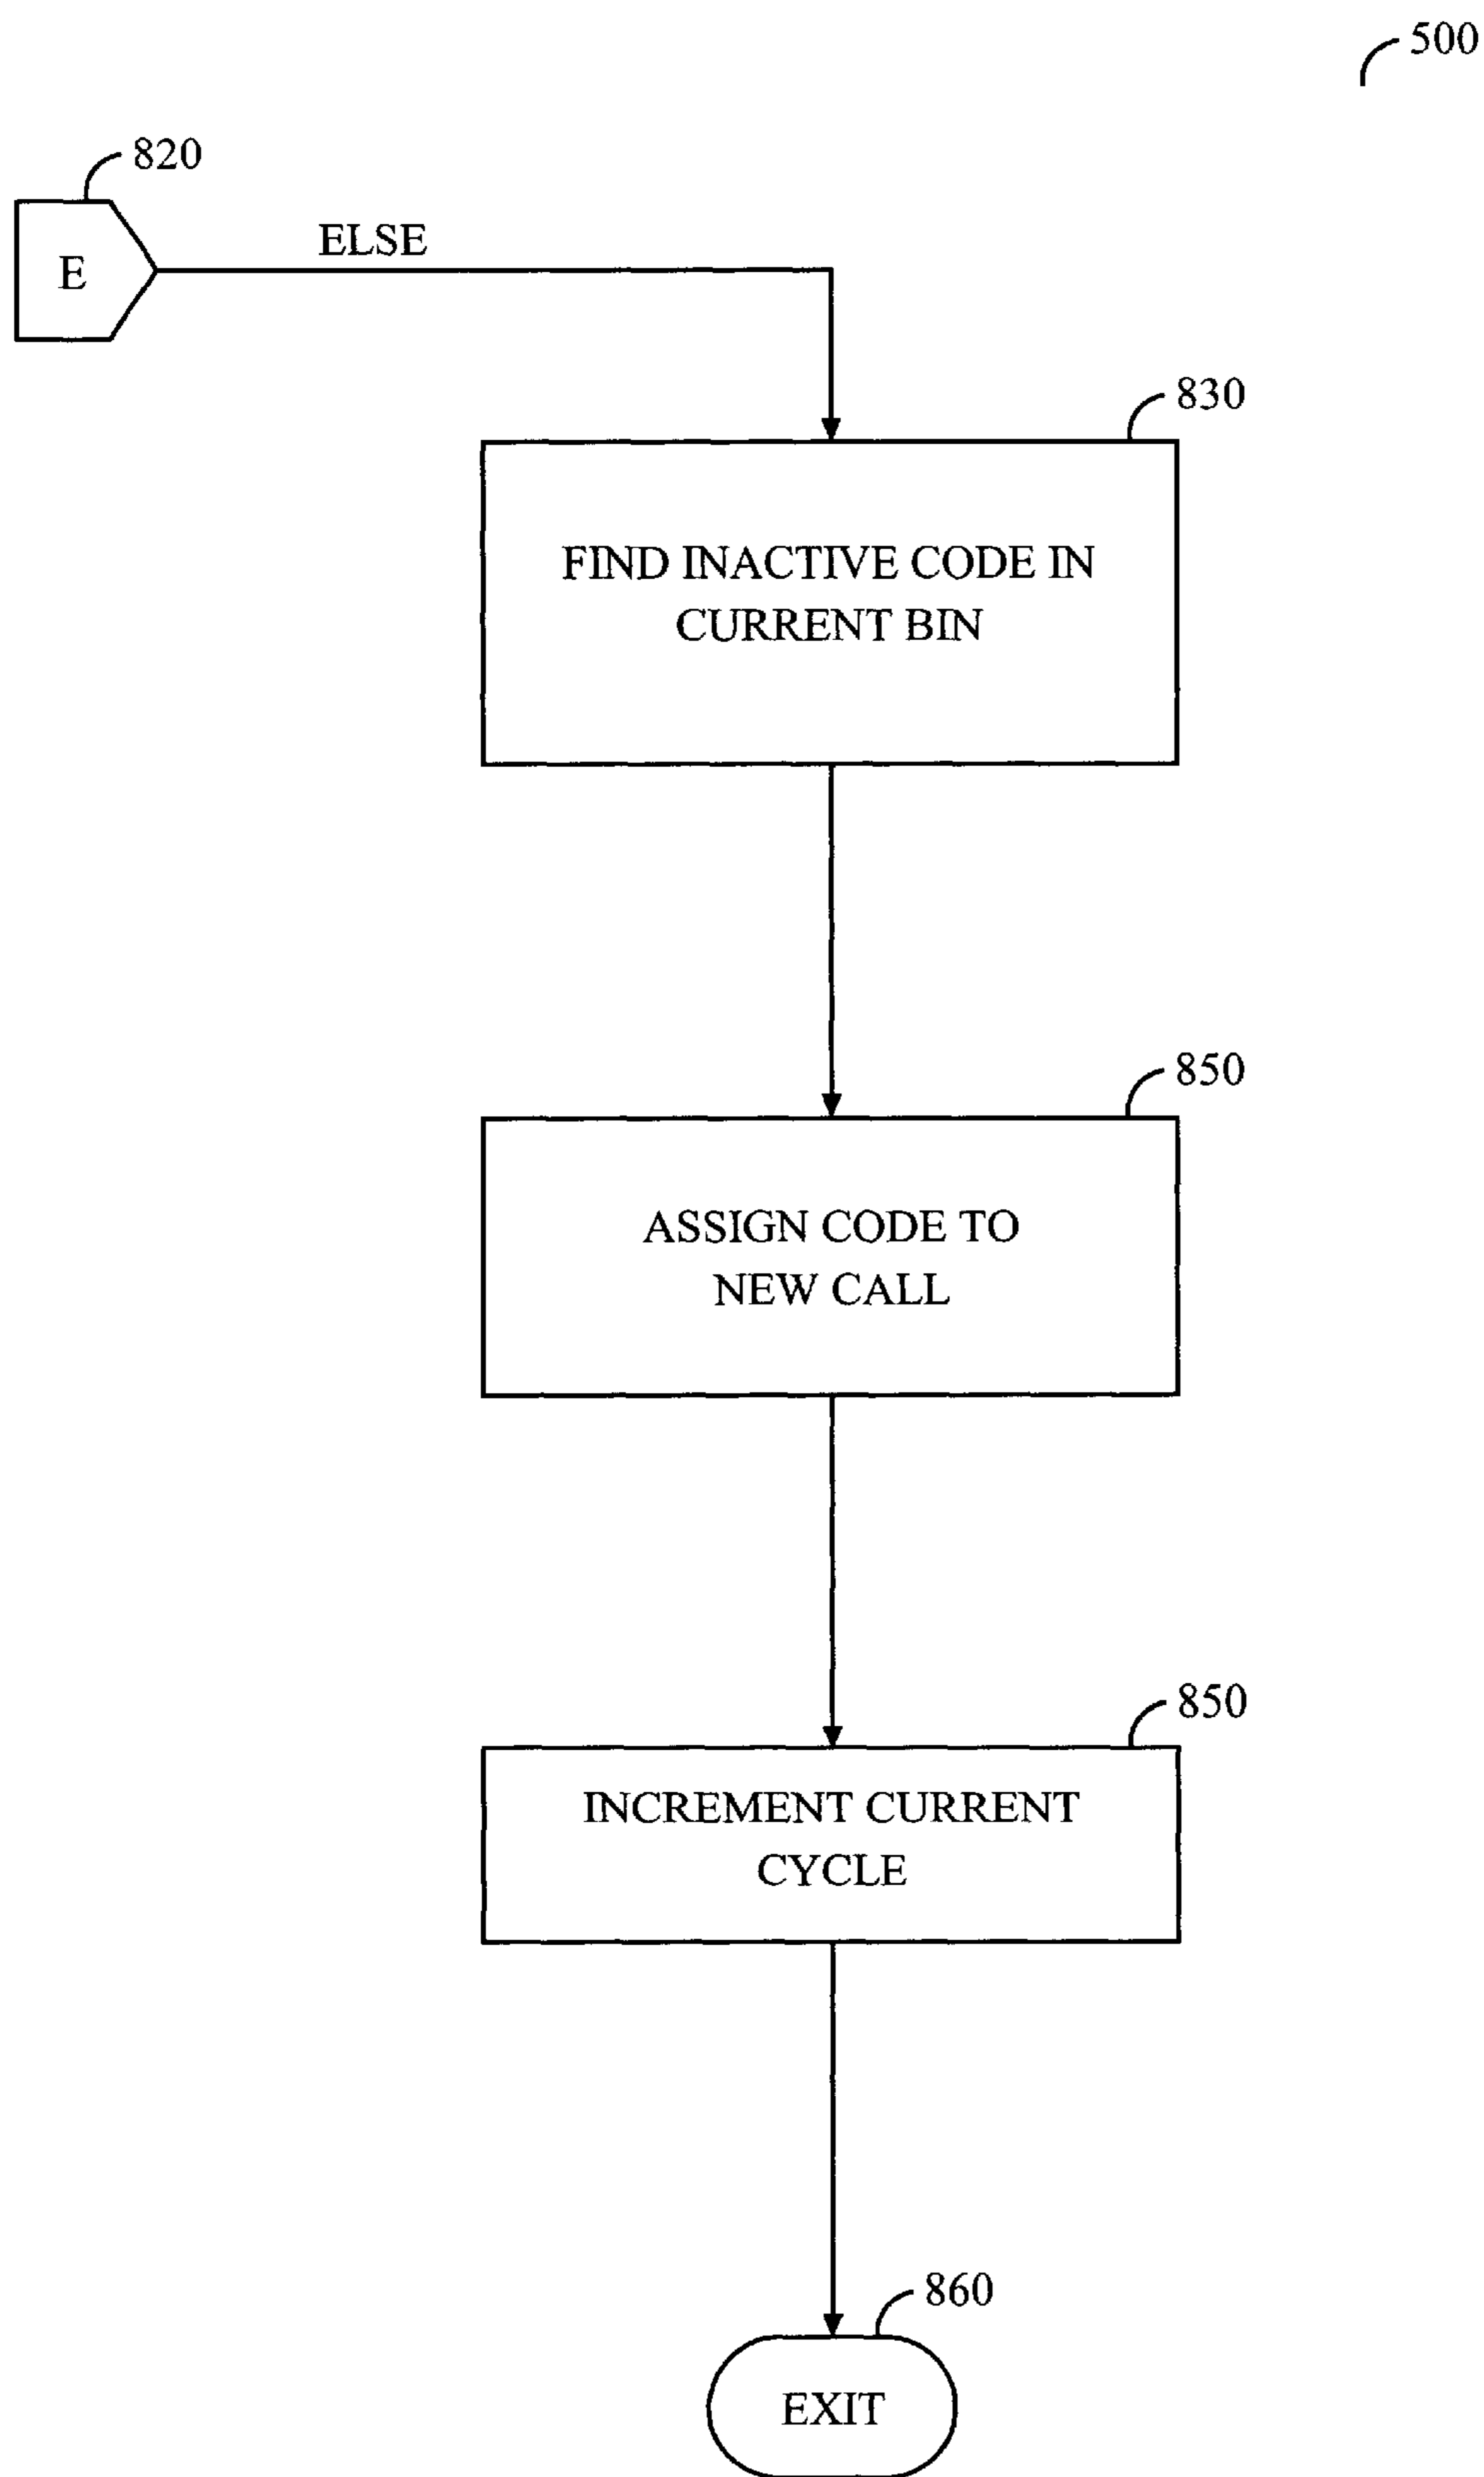 500
820
E
ELSE
830
FIND INACTIVE CODE IN
CURRENT BIN
850
ASSIGN CODE TO
NEW CALL
850
INCREMENT CURRENT
CYCLE
860
EXIT